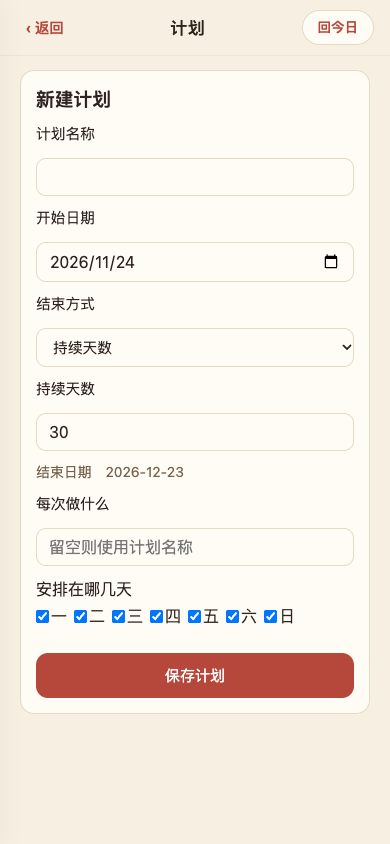 ‹ 返回 计划 回今日
新建计划
计划名称
开始日期
2026/11/24
结束方式
持续天数
持续天数
30
结束日期 2026-12-23
每次做什么
留空则使用计划名称
安排在哪几天
一 二 三 四 五 六 日
保存计划